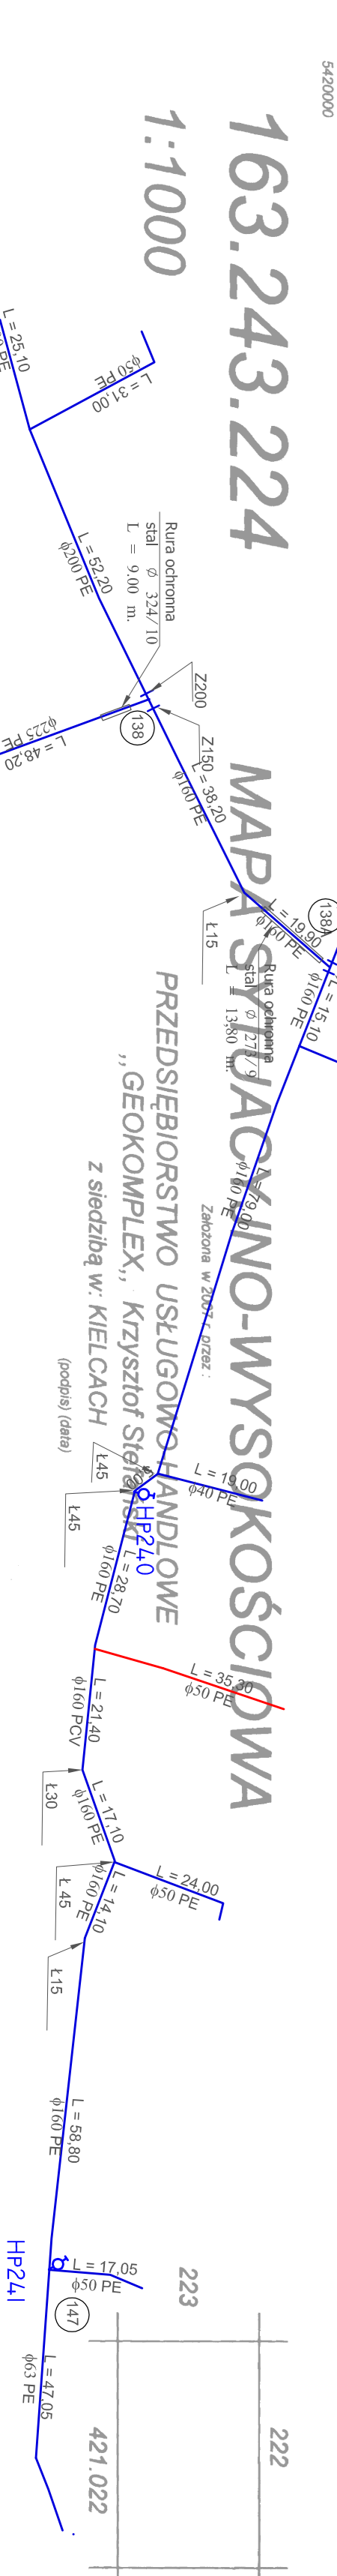 5420000
163.243.224
1:1000
L = 25,10
L = 31,00
ϕ50 PE
L = 52,20
ϕ200 PE
Rura ochronna
stal ϕ 324/10
L = 9.00 m.
Z200
Z150
138
L = 48,20
ϕ225 PE
L = 38,20
ϕ160 PE
Ł15
MAPA SYTUACYJNO-WYSOKOŚCIOWA
138A
L = 19,90
ϕ160 PE
Rura ochronna
stal ϕ 273/9
L = 13,80 m.
L = 15,10
ϕ160 PE
L = 79,00
ϕ160 PE
Założona w 2007 r. przez :
PRZEDSIĘBIORSTWO USŁUGOWO HANDLOWE
,,GEOKOMPLEX,, Krzysztof Stefański
z siedzibą w: KIELCACH
(podpis) (data)
Ł45
Ł45
HP240
L = 19,00
ϕ40 PE
L = 28,70
ϕ160 PE
L = 35,30
ϕ50 PE
L = 21,40
ϕ160 PCV
Ł30
L = 17,10
ϕ160 PE
Ł 45
L = 24,00
ϕ50 PE
L = 14,10
ϕ160 PE
Ł15
L = 58,80
ϕ160 PE
HP241
L = 17,05
ϕ50 PE
147
L = 47,05
ϕ63 PE
223
222
421.022